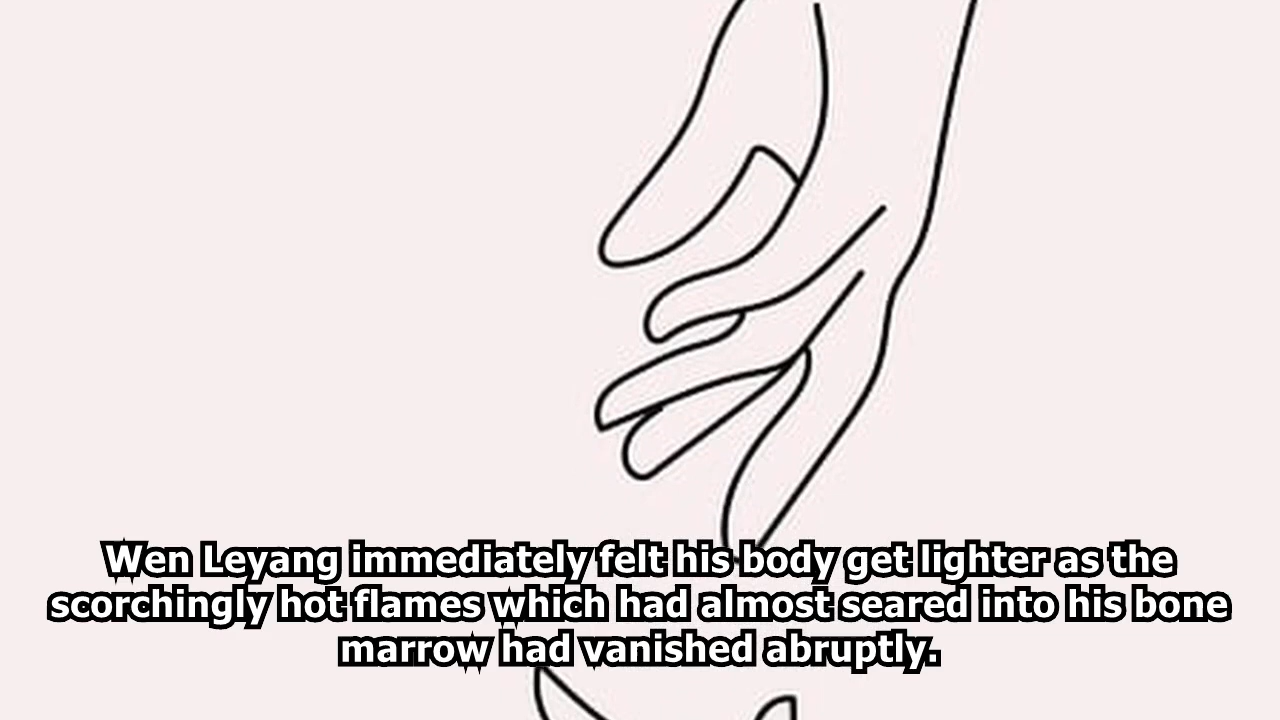 Wen Leyang immediately felt his body get lighter as the
scorchingly hot flames which had almost seared into his bone
marrow had vanished abruptly.